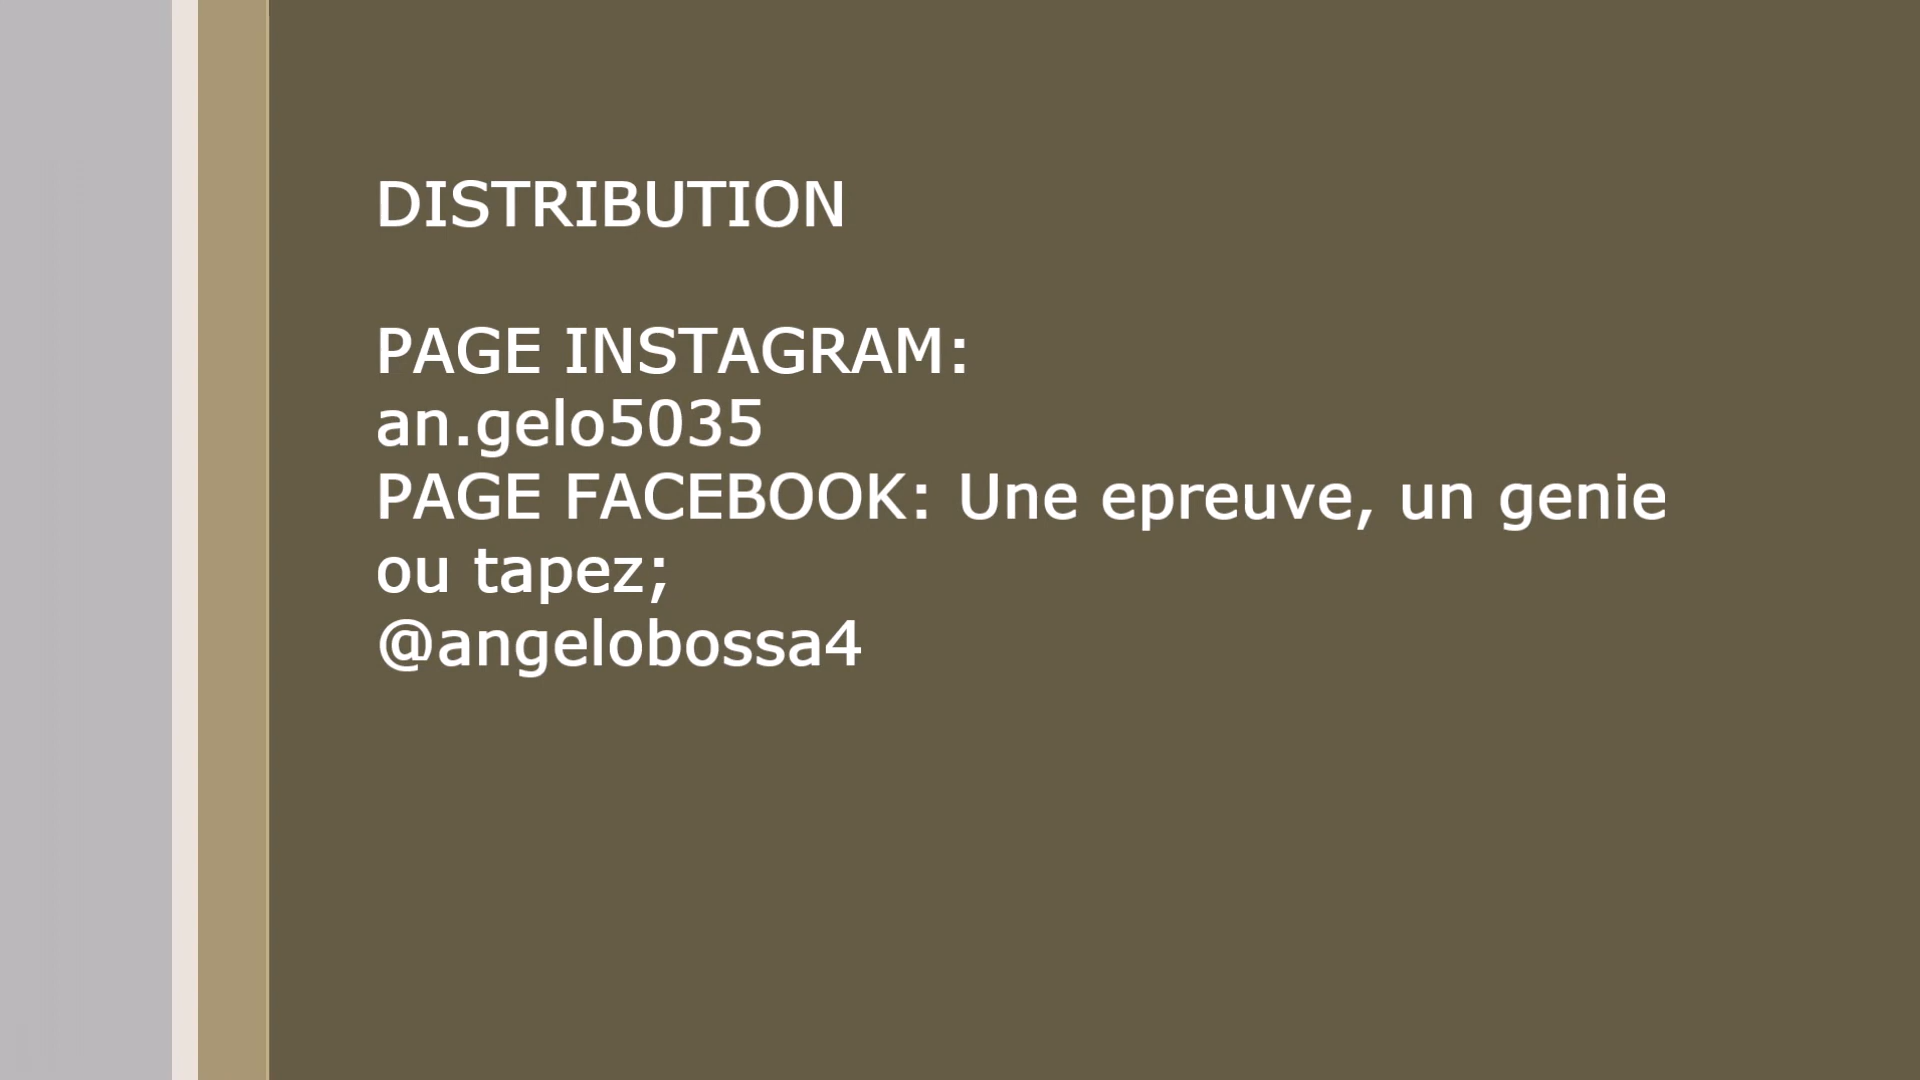 DISTRIBUTION
PAGE INSTAGRAM:
an.gelo5035
PAGE FACEBOOK: Une epreuve, un genie
ou tapez;
@angelobossa4